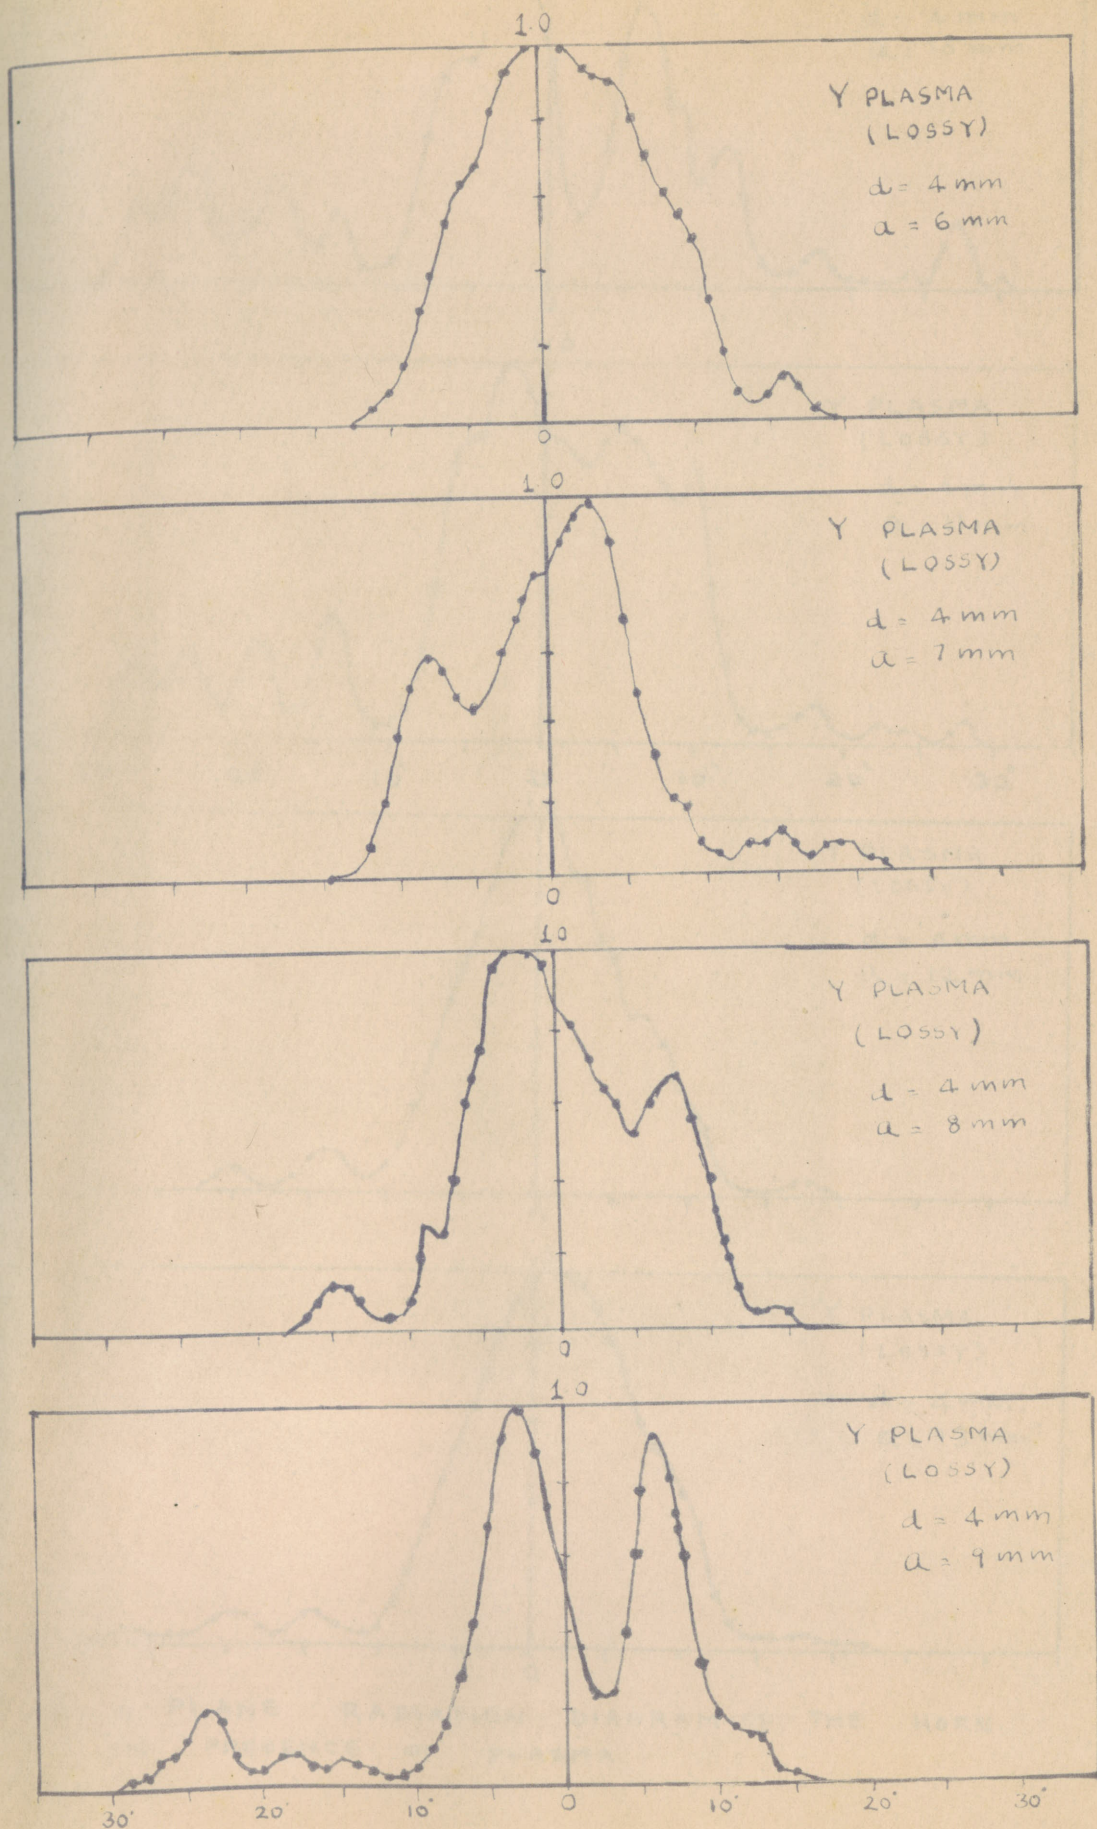 1.0
Y PLASMA
(LOSSY)
d = 4 mm
a = 6 mm
0
1.0
Y PLASMA
(LOSSY)
d = 4 mm
a = 7 mm
0
1.0
Y PLASMA
(LOSSY)
d = 4 mm
a = 8 mm
0
1.0
Y PLASMA
(LOSSY)
d = 4 mm
a = 9 mm
30° 20° 10° 0 10° 20° 30°